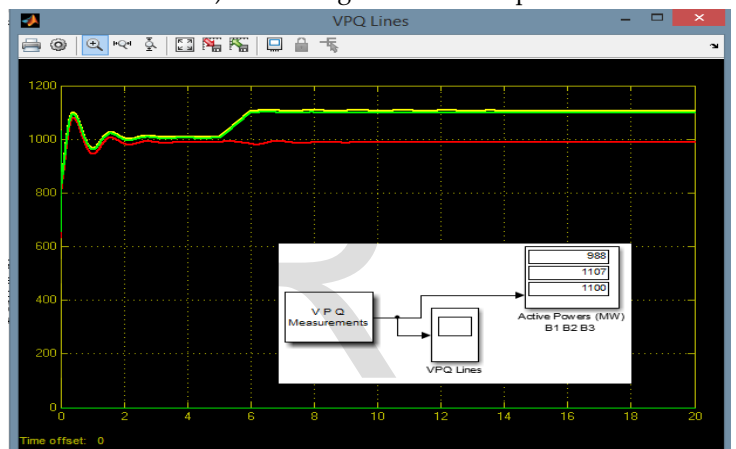 VPQ Lines
1200
1000
800
600
400
200
0
0 2 4 6 8 10 12 14 16 18 20
Time offset: 0
V P Q
Measurements
VPQ Lines
988
1107
1100
Active Powers (MW)
B1 B2 B3